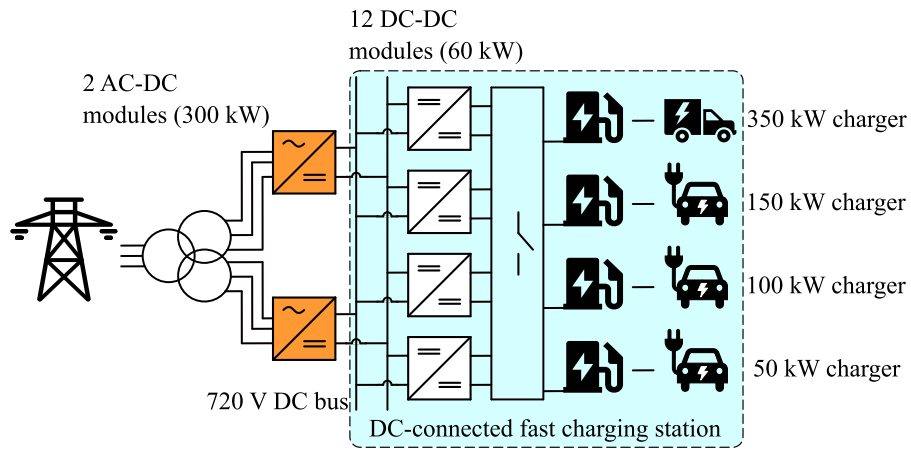 12 DC-DC
modules (60 kW)
2 AC-DC
modules (300 kW)
350 kW charger
150 kW charger
100 kW charger
50 kW charger
720 V DC bus
DC-connected fast charging station